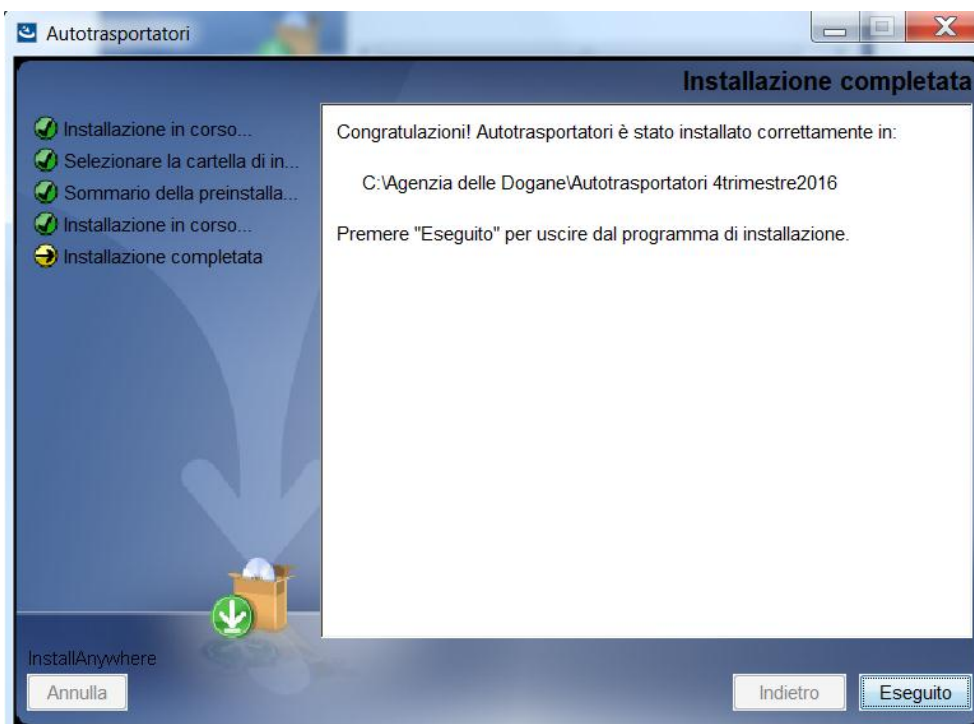 Autotrasportatori
Installazione completata
Installazione in corso...
Selezionare la cartella di in...
Sommario della preinstalla...
Installazione in corso...
Installazione completata
Congratulazioni! Autotrasportatori è stato installato correttamente in:
C:\Agenzia delle Dogane\Autotrasportatori 4trimestre2016
Premere "Eseguito" per uscire dal programma di installazione.
InstallAnywhere
Annulla
Indietro
Eseguito